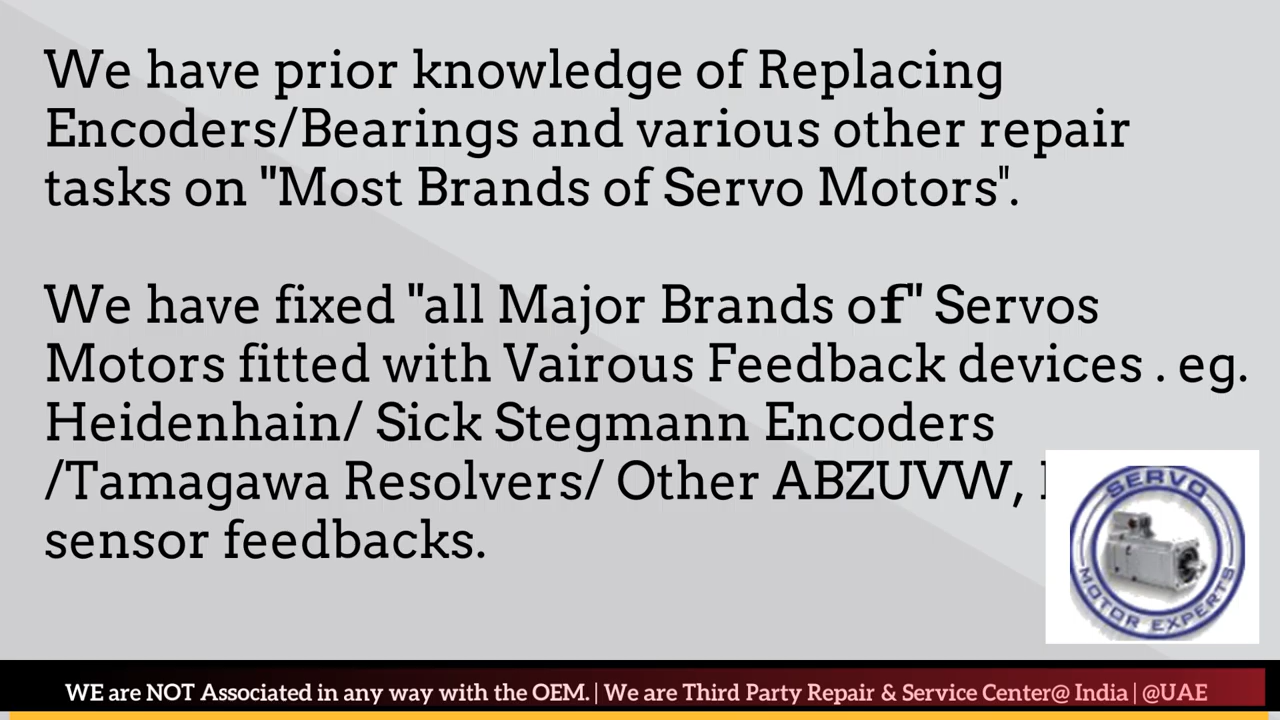 We have prior knowledge of Replacing
Encoders/Bearings and various other repair
tasks on "Most Brands of Servo Motors".
We have fixed "all Major Brands of" Servos
Motors fitted with Vairous Feedback devices . eg.
Heidenhain/ Sick Stegmann Encoders
/Tamagawa Resolvers/ Other ABZUVW,
sensor feedbacks.
SERVO
MOTOR EXPERTS
WE are NOT Associated in any way with the OEM. | We are Third Party Repair & Service Center@ India | @UAE